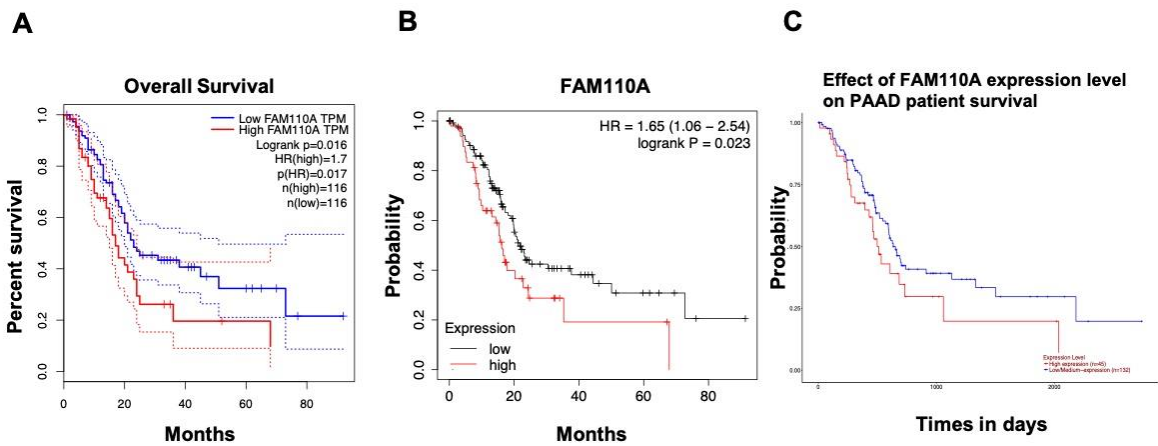 A
Overall Survival
Low FAM110A TPM
High FAM110A TPM
Logrank p=0.016
HR(high)=1.7
p(HR)=0.017
n(high)=116
n(low)=116
Percent survival
0.0
0.2
0.4
0.6
0.8
1.0
0
20
40
60
80
Months
B
FAM110A
HR = 1.65 (1.06 − 2.54)
logrank P = 0.023
Probability
0.0
0.2
0.4
0.6
0.8
1.0
Expression
low
high
0
20
40
60
80
Months
C
Effect of FAM110A expression level
on PAAD patient survival
Probability
1.00
0.75
0.50
0.25
0.00
Expression Level
High expression (n=45)
Low/Medium-expression (n=132)
0
1000
2000
Times in days